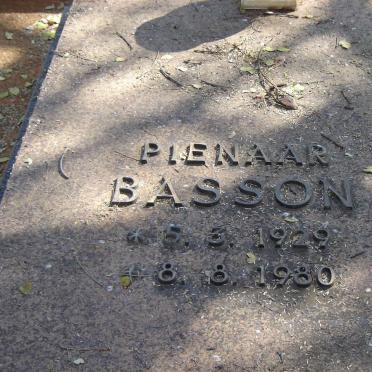 PIENAAR
BASSON
* 5. 3. 1929
+ 8. 8. 1980